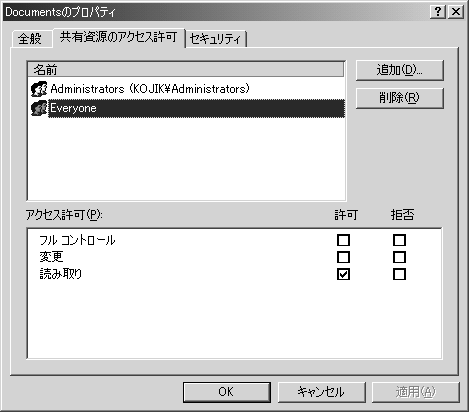 Documentsのプロパティ
全般 共有資源のアクセス許可 セキュリティ
名前
Administrators (KOJIK¥Administrators)
Everyone
追加(D)...
削除(R)
アクセス許可(P): 許可 拒否
フル コントロール
変更
読み取り
OK キャンセル 適用(A)